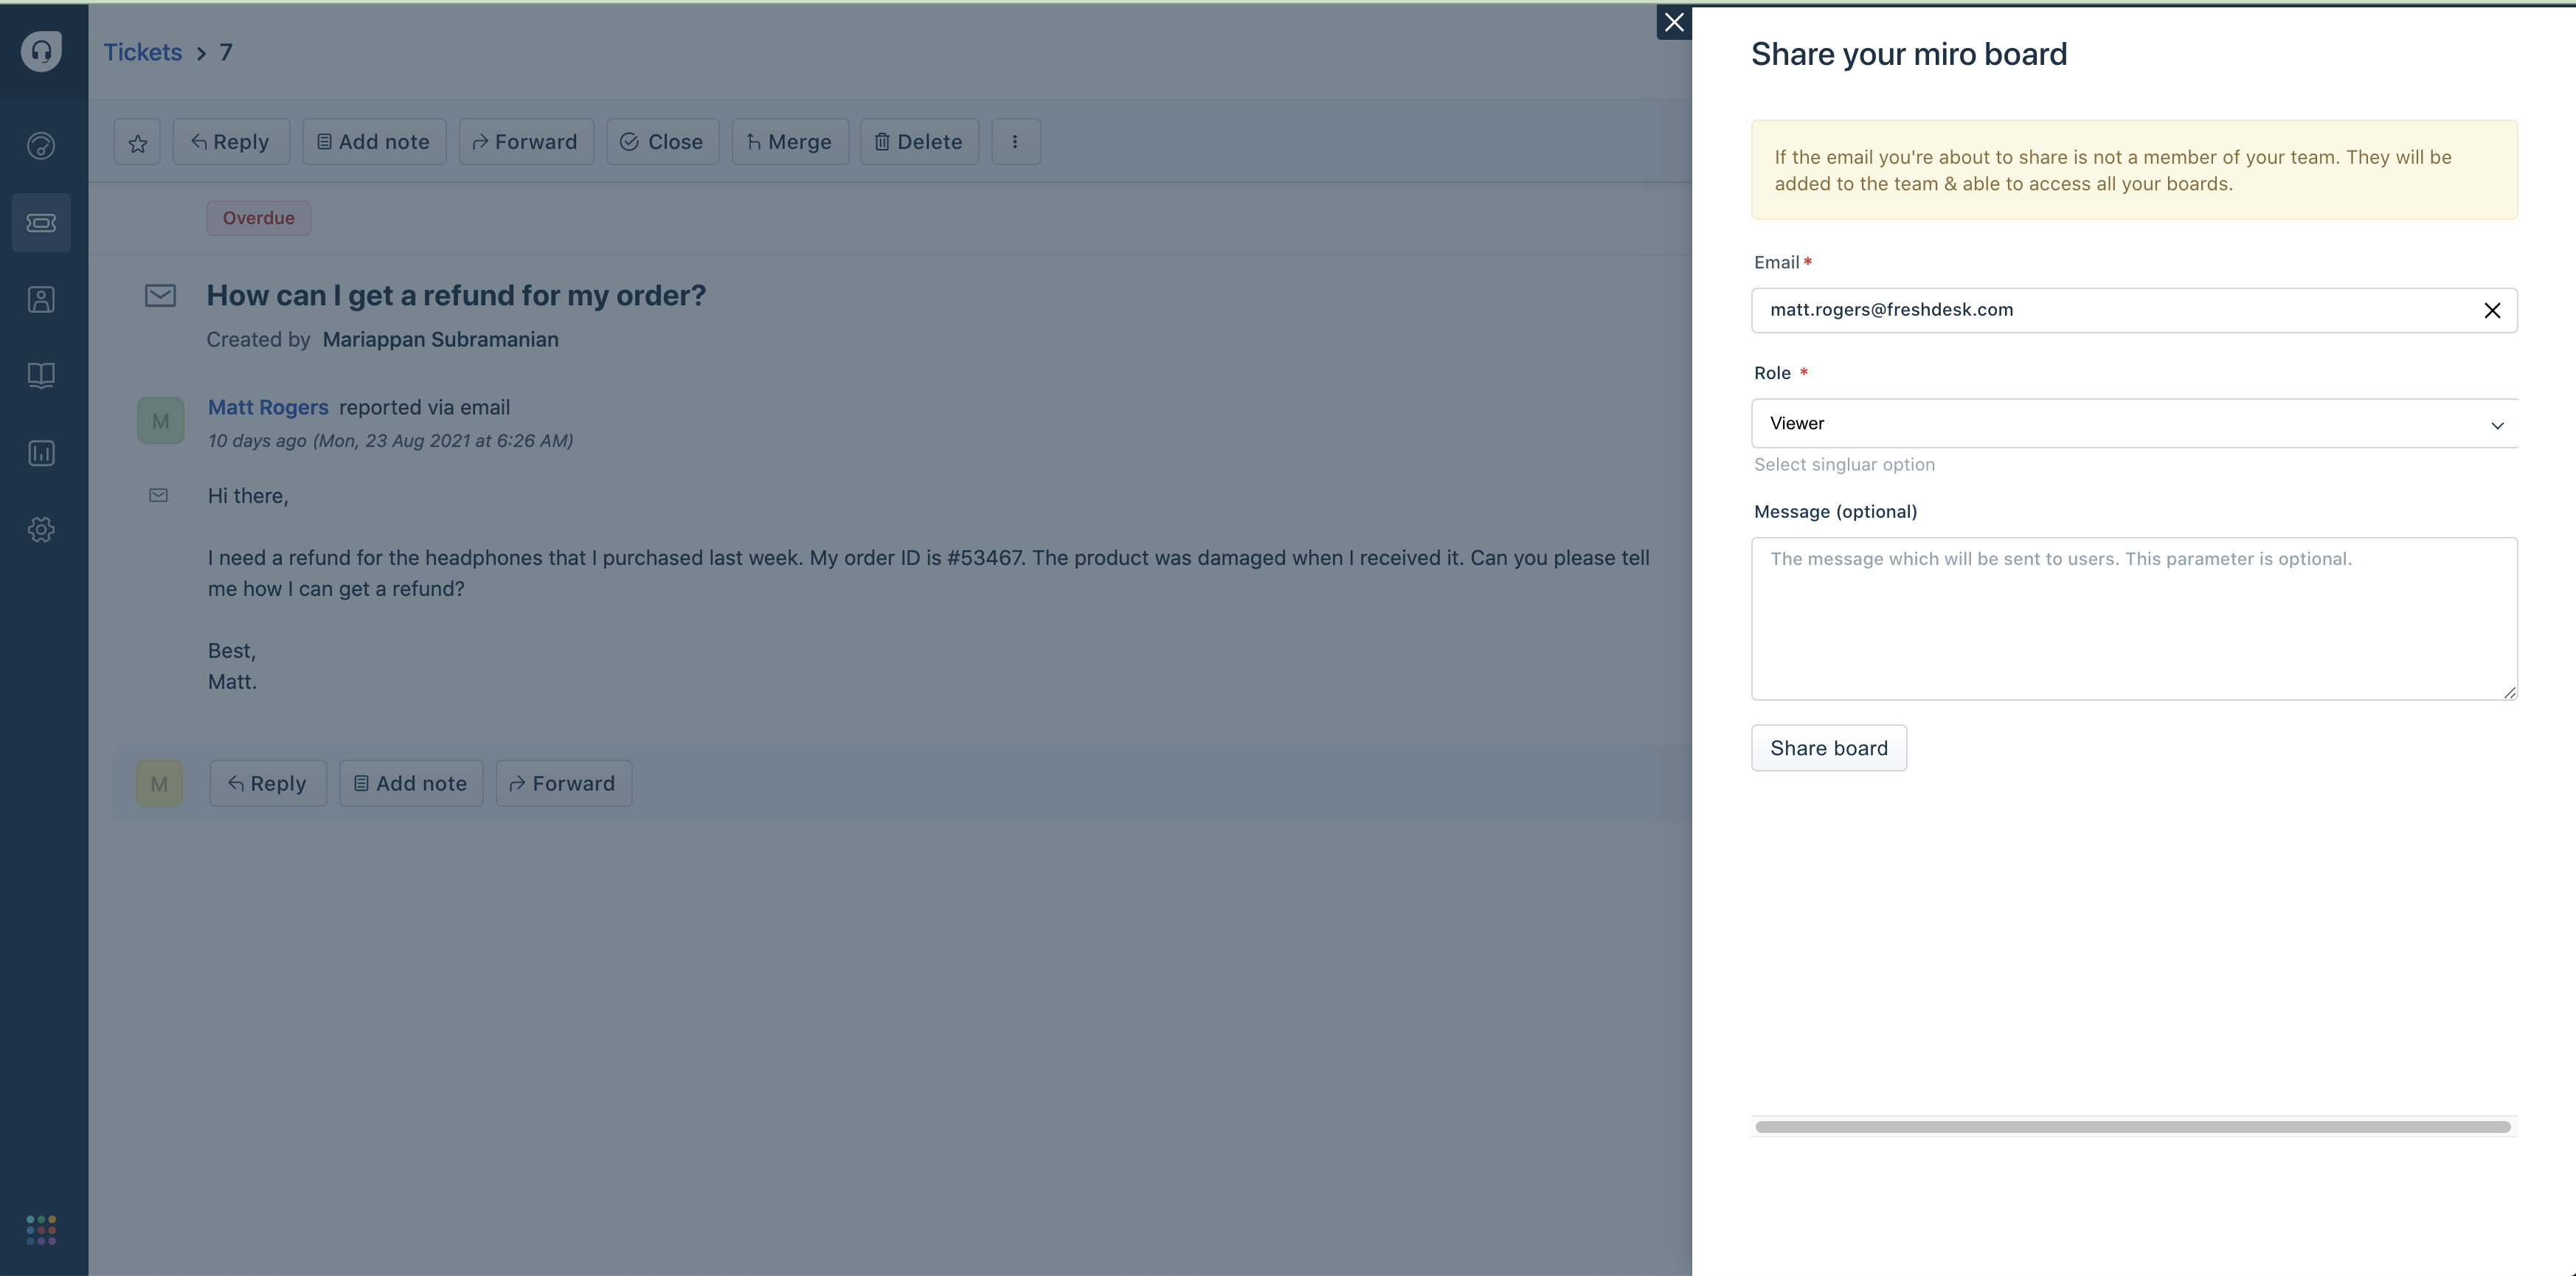 Tickets > 7
Reply
Add note
Forward
Close
Merge
Delete
Overdue
How can I get a refund for my order?
Created by Mariappan Subramanian
M
Matt Rogers reported via email
10 days ago (Mon, 23 Aug 2021 at 6:26 AM)
Hi there,
I need a refund for the headphones that I purchased last week. My order ID is #53467. The product was damaged when I received it. Can you please tell
me how I can get a refund?
Best,
Matt.
M
Reply
Add note
Forward
Share your miro board
If the email you're about to share is not a member of your team. They will be
added to the team & able to access all your boards.
Email *
matt.rogers@freshdesk.com
Role *
Viewer
Select singluar option
Message (optional)
The message which will be sent to users. This parameter is optional.
Share board